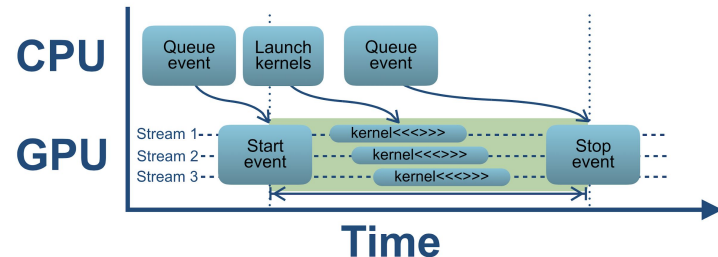 CPU
Queue
event
Launch
kernels
Queue
event
GPU
Stream 1
Stream 2
Stream 3
Start
event
kernel<<<>>>
kernel<<<>>>
kernel<<<>>>
Stop
event
Time